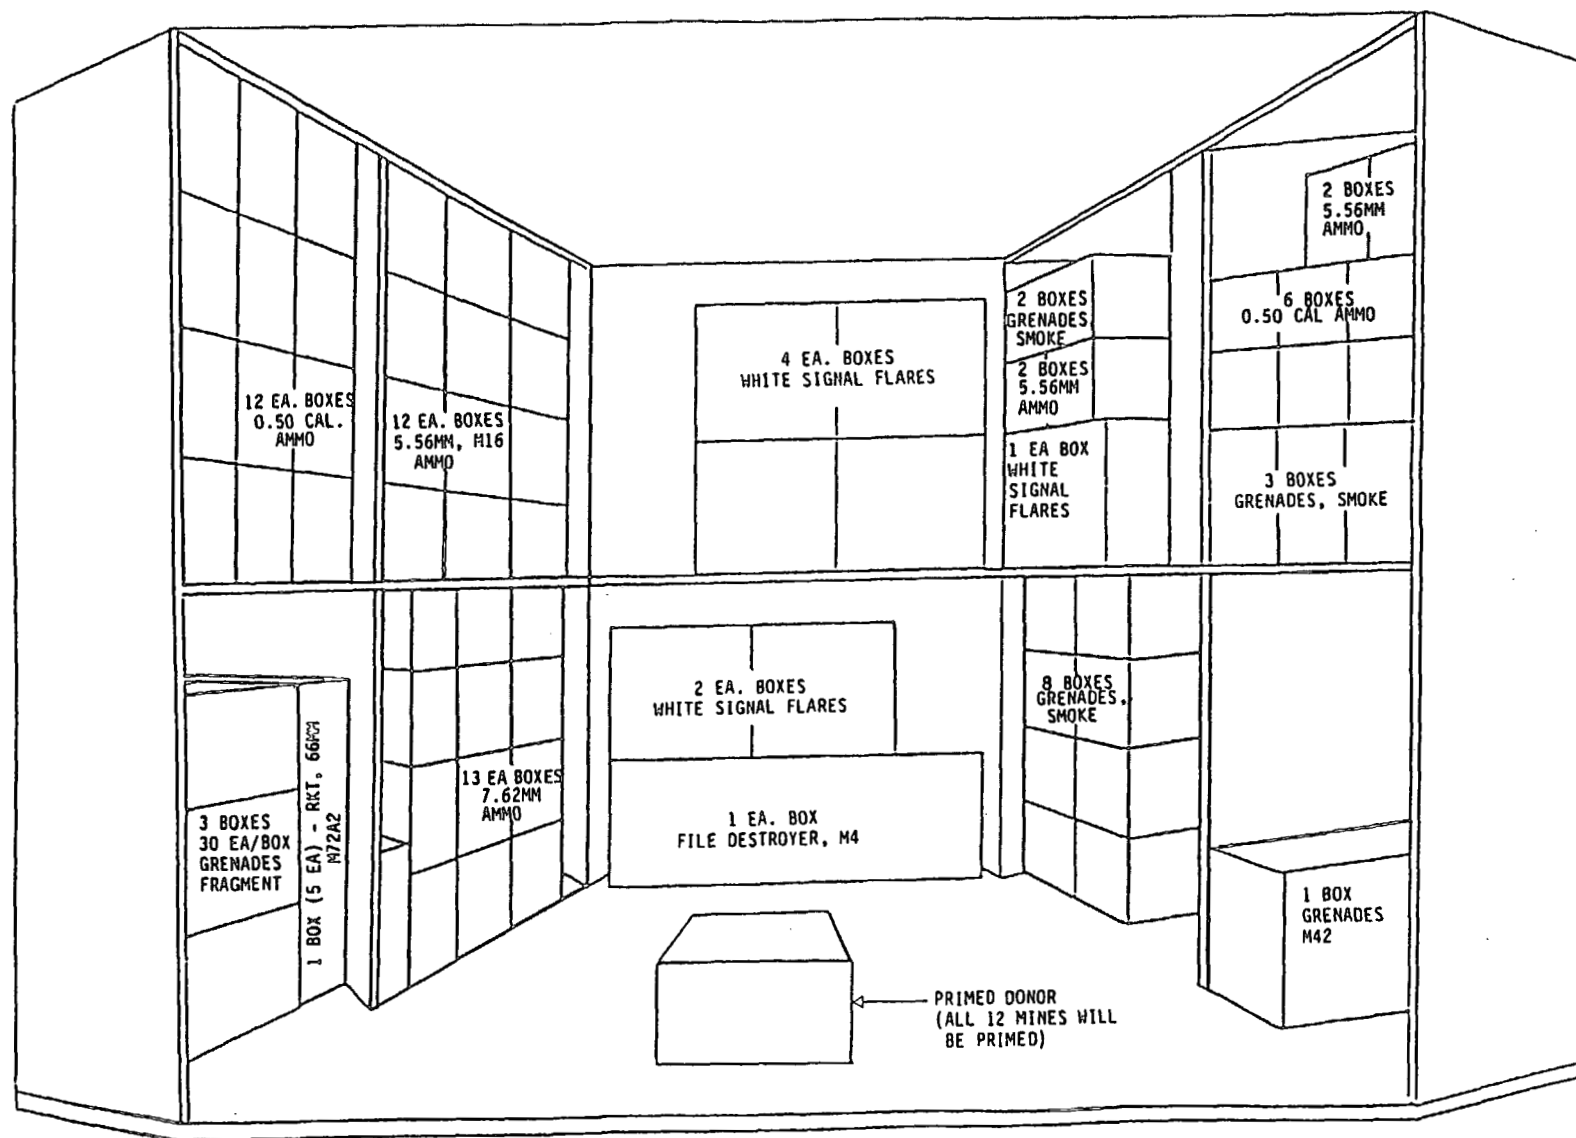 2 BOXES
5.56MM
AMMO
2 BOXES
GRENADES
SMOKE
6 BOXES
0.50 CAL AMMO
4 EA. BOXES
WHITE SIGNAL FLARES
2 BOXES
5.56MM
AMMO
12 EA. BOXES
0.50 CAL.
AMMO
12 EA. BOXES
5.56MM, M16
AMMO
1 EA BOX
WHITE
SIGNAL
FLARES
3 BOXES
GRENADES, SMOKE
2 EA. BOXES
WHITE SIGNAL FLARES
8 BOXES
GRENADES,
SMOKE
13 EA BOXES
7.62MM
AMMO
3 BOXES
30 EA/BOX
GRENADES
FRAGMENT
1 BOX (5 EA) - RKT, 66MM
M72A2
1 EA. BOX
FILE DESTROYER, M4
1 BOX
GRENADES
M42
PRIMED DONOR
(ALL 12 MINES WILL
BE PRIMED)